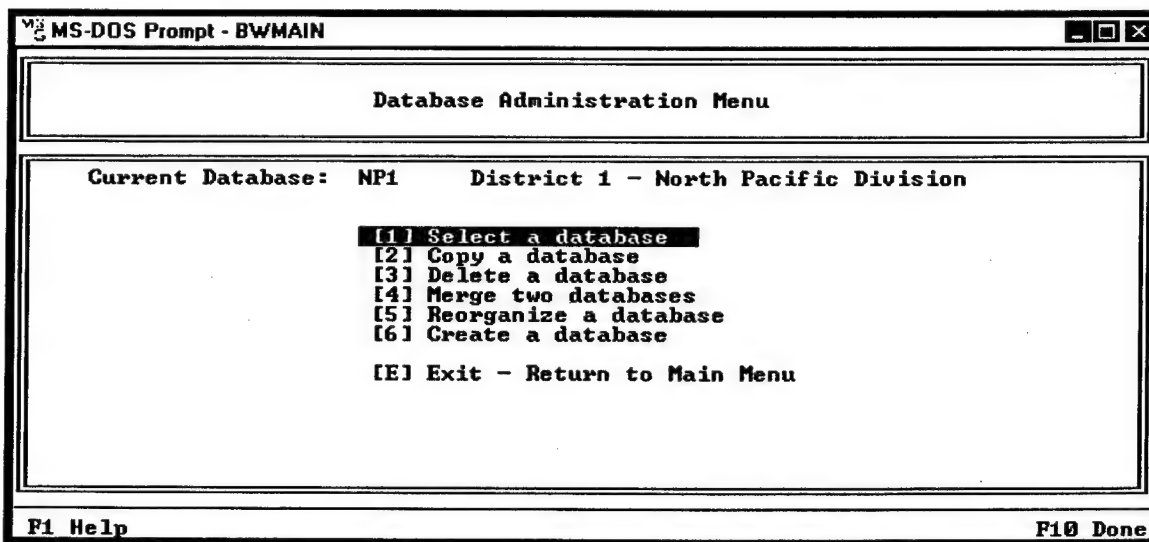 MS-DOS Prompt - BWMAIN
Database Administration Menu
Current Database: NP1 District 1 - North Pacific Division
[1] Select a database
[2] Copy a database
[3] Delete a database
[4] Merge two databases
[5] Reorganize a database
[6] Create a database
[E] Exit - Return to Main Menu
F1 Help F10 Done